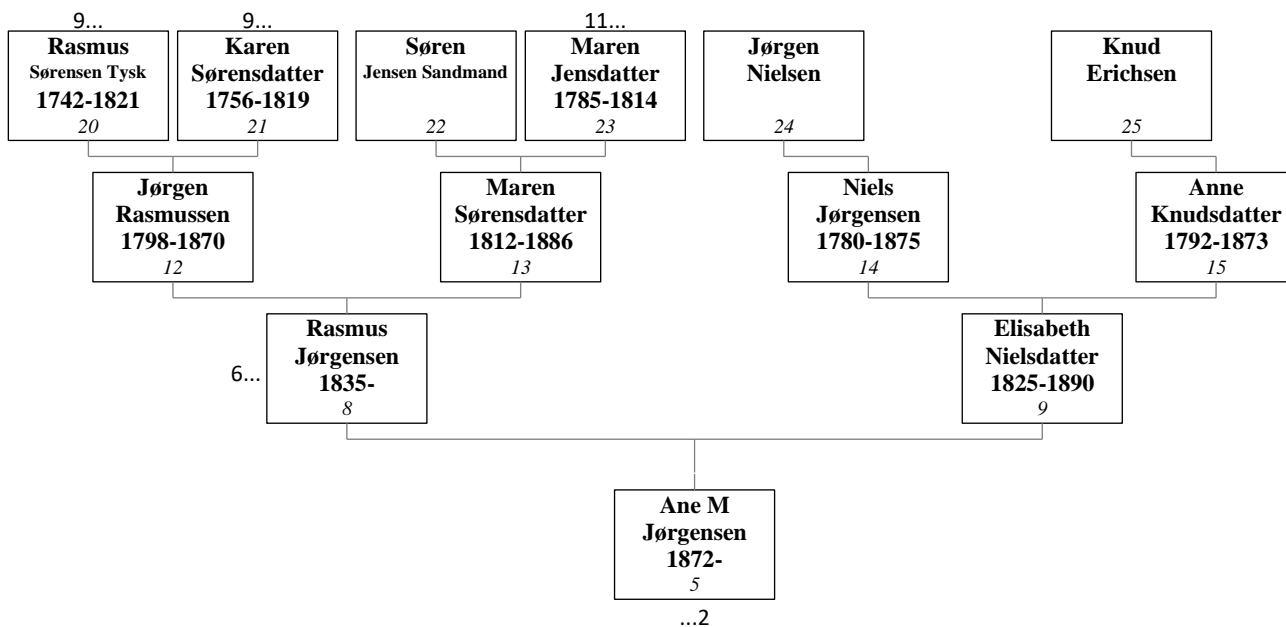 9...
9...
11...
Rasmus
Sørensen Tysk
1742-1821
20
Karen
Sørensdatter
1756-1819
21
Søren
Jensen Sandmand
22
Maren
Jensdatter
1785-1814
23
Jørgen
Nielsen
24
Knud
Erichsen
25
Jørgen
Rasmussen
1798-1870
12
Maren
Sørensdatter
1812-1886
13
Niels
Jørgensen
1780-1875
14
Anne
Knudsdatter
1792-1873
15
6...
Rasmus
Jørgensen
1835-
8
Elisabeth
Nielsdatter
1825-1890
9
Ane M
Jørgensen
1872-
5
...2